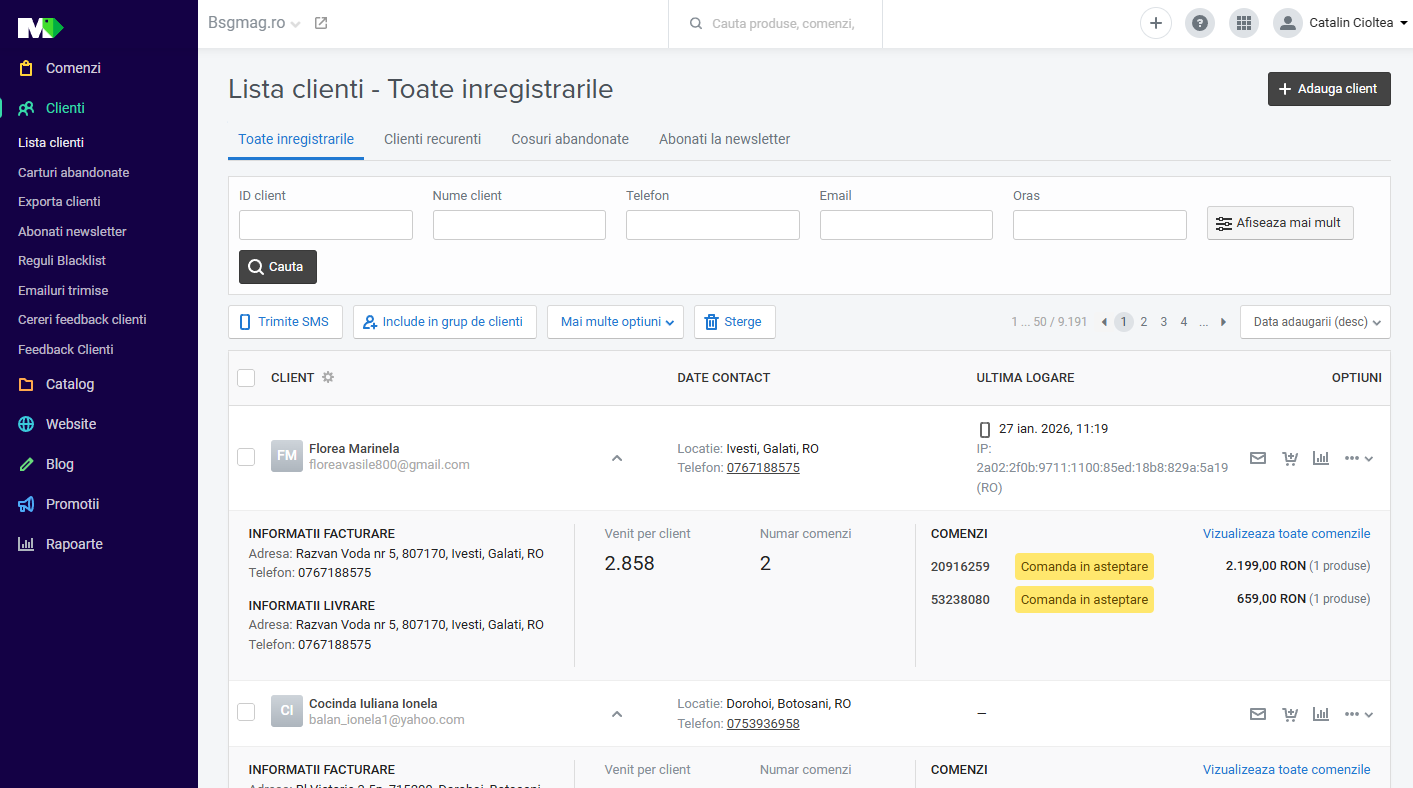 Bsgmag.ro
Cauta produse, comenzi,
Catalin Cioltea
Comenzi
Clienti
Lista clienti
Carturi abandonate
Exporta clienti
Abonati newsletter
Reguli Blacklist
Emailuri trimise
Cereri feedback clienti
Feedback Clienti
Catalog
Website
Blog
Promotii
Rapoarte
Lista clienti - Toate inregistrarile
+ Adauga client
Toate inregistrarile Clienti recurenti Cosuri abandonate Abonati la newsletter
ID client Nume client Telefon Email Oras
Afiseaza mai mult
Cauta
Trimite SMS Include in grup de clienti Mai multe optiuni Sterge 1 ... 50 / 9.191 1 2 3 4 ... Data adaugarii (desc)
CLIENT DATE CONTACT ULTIMA LOGARE OPTIUNI
FM
Florea Marinela
floreavasile800@gmail.com
Locatie: Ivesti, Galati, RO
Telefon: 0767188575
27 ian. 2026, 11:19
IP:
2a02:2f0b:9711:1100:85ed:18b8:829a:5a19
(RO)
INFORMATII FACTURARE
Adresa: Razvan Voda nr 5, 807170, Ivesti, Galati, RO
Telefon: 0767188575
INFORMATII LIVRARE
Adresa: Razvan Voda nr 5, 807170, Ivesti, Galati, RO
Telefon: 0767188575
Venit per client
2.858
Numar comenzi
2
COMENZI Vizualizeaza toate comenzile
20916259 Comanda in asteptare 2.199,00 RON (1 produse)
53238080 Comanda in asteptare 659,00 RON (1 produse)
CI
Cocinda Iuliana Ionela
balan_ionela1@yahoo.com
Locatie: Dorohoi, Botosani, RO
Telefon: 0753936958
–
INFORMATII FACTURARE Venit per client Numar comenzi COMENZI Vizualizeaza toate comenzile